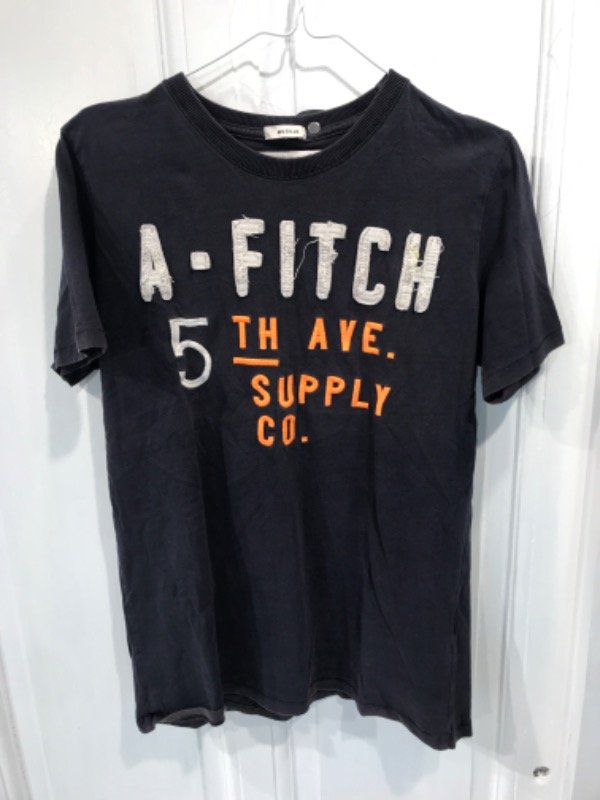 A-FITCH
5 TH AVE.
SUPPLY
CO.